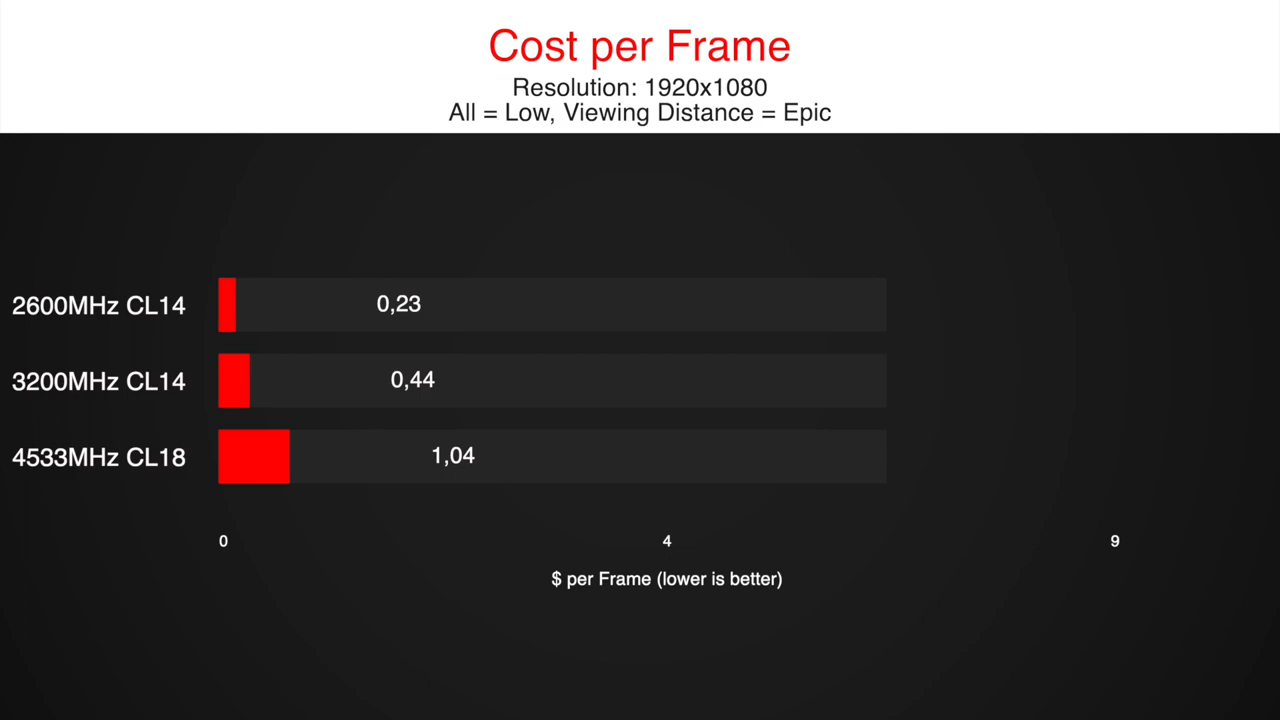 Cost per Frame
Resolution: 1920x1080
All = Low, Viewing Distance = Epic
2600MHz CL14 0,23
3200MHz CL14 0,44
4533MHz CL18 1,04
0 4 9
$ per Frame (lower is better)